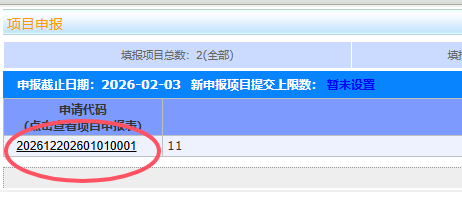 项目申报
填报项目总数：2(全部) 填
申报截止日期：2026-02-03 新申报项目提交上限数： 暂未设置
申请代码
(点击查看项目申报表)
202612202601010001 11